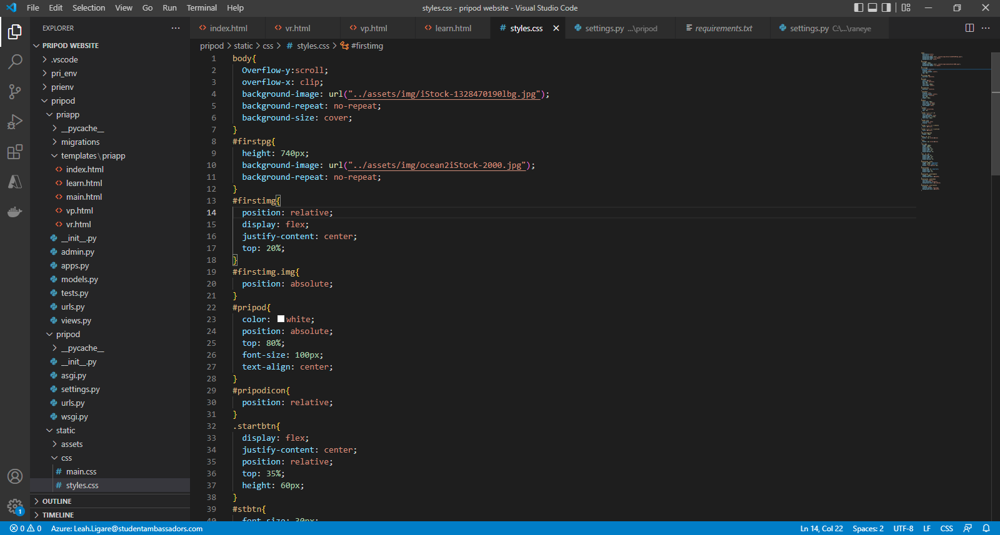 File Edit Selection View Go Run Terminal Help
styles.css - pripod website - Visual Studio Code
EXPLORER
PRIPOD WEBSITE
.vscode
pri_env
prienv
pripod
priapp
__pycache__
migrations
templates\priapp
index.html
learn.html
main.html
vp.html
vr.html
__init__.py
admin.py
apps.py
models.py
tests.py
urls.py
views.py
pripod
__pycache__
__init__.py
asgi.py
settings.py
urls.py
wsgi.py
static
assets
css
# main.css
# styles.css
OUTLINE
TIMELINE
index.html vr.html vp.html learn.html # styles.css settings.py ...\pripod requirements.txt settings.py C:\...\raneye
pripod > static > css > # styles.css > #firstimg
1 body{
2 Overflow-y:scroll;
3 overflow-x: clip;
4 background-image: url("../assets/img/iStock-1328470190lbg.jpg");
5 background-repeat: no-repeat;
6 background-size: cover;
7 }
8 #firstpg{
9 height: 740px;
10 background-image: url("../assets/img/ocean2iStock-2000.jpg");
11 background-repeat: no-repeat;
12 }
13 #firstimg{
14 position: relative;
15 display: flex;
16 justify-content: center;
17 top: 20%;
18 }
19 #firstimg.img{
20 position: absolute;
21 }
22 #pripod{
23 color: white;
24 position: absolute;
25 top: 80%;
26 font-size: 100px;
27 text-align: center;
28 }
29 #pripodicon{
30 position: relative;
31 }
32 .startbtn{
33 display: flex;
34 justify-content: center;
35 position: relative;
36 top: 35%;
37 height: 60px;
38 }
39 #stbtn{
40 font-size: 30px;
1
0 0 Azure: Leah.Ligare@studentambassadors.com
Ln 14, Col 22 Spaces: 2 UTF-8 LF CSS